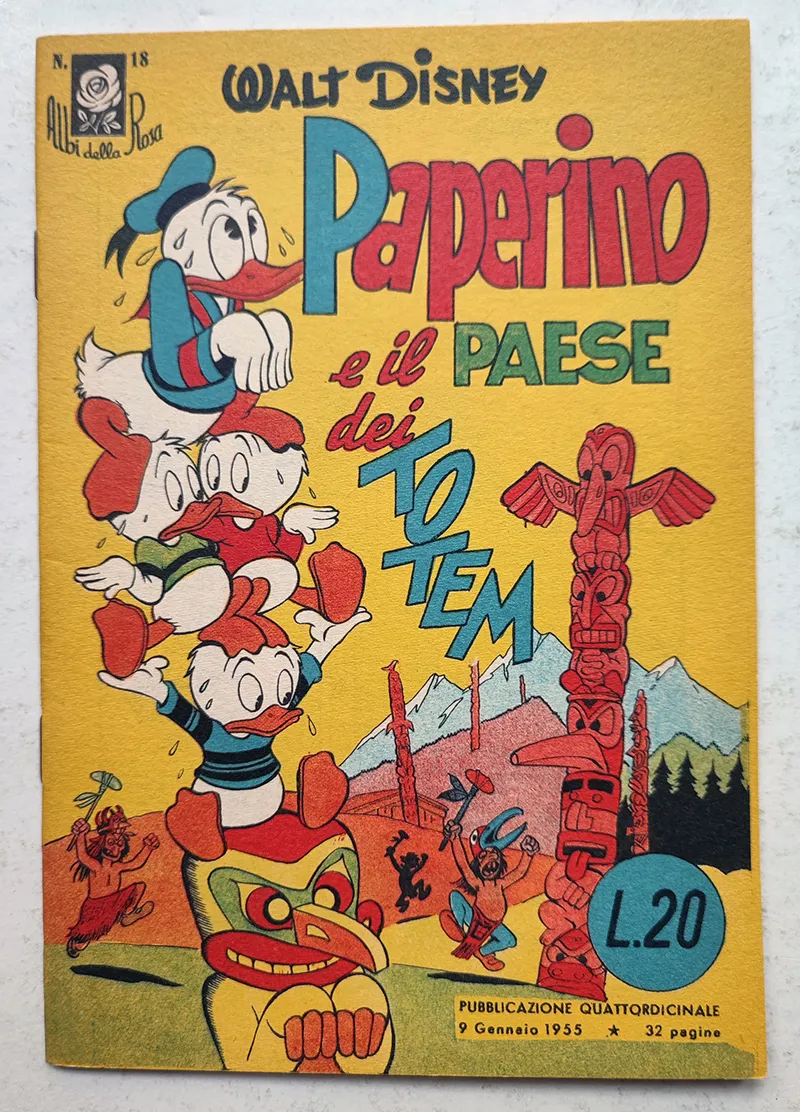 N. 18
Albi della Rosa
WALT DISNEY
Paperino
e il PAESE
dei
TOTEM
L.20
PUBBLICAZIONE QUATTORDICINALE
9 Gennaio 1955 ★ 32 pagine